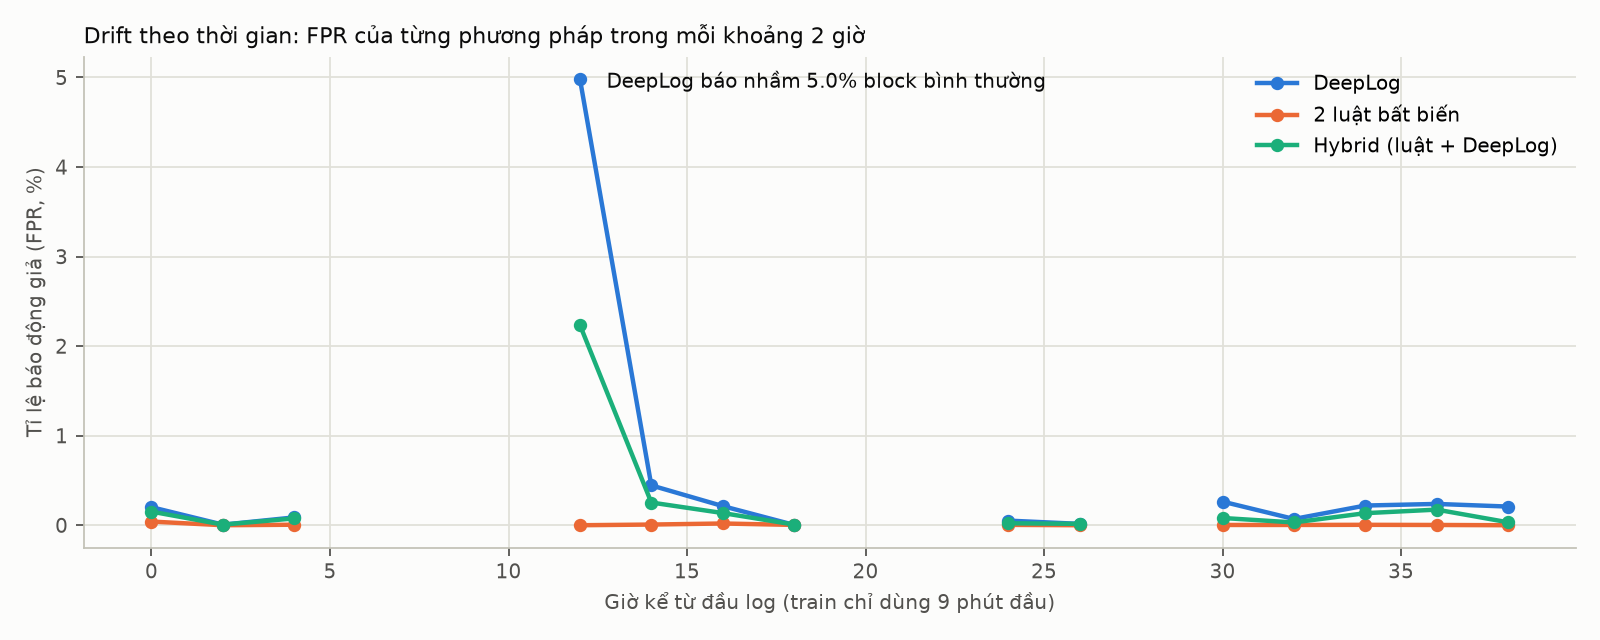 Drift theo thời gian: FPR của từng phương pháp trong mỗi khoảng 2 giờ
DeepLog báo nhầm 5.0% block bình thường
DeepLog
2 luật bất biến
Hybrid (luật + DeepLog)
Tỉ lệ báo động giả (FPR, %)
5
4
3
2
1
0
0 5 10 15 20 25 30 35
Giờ kể từ đầu log (train chỉ dùng 9 phút đầu)